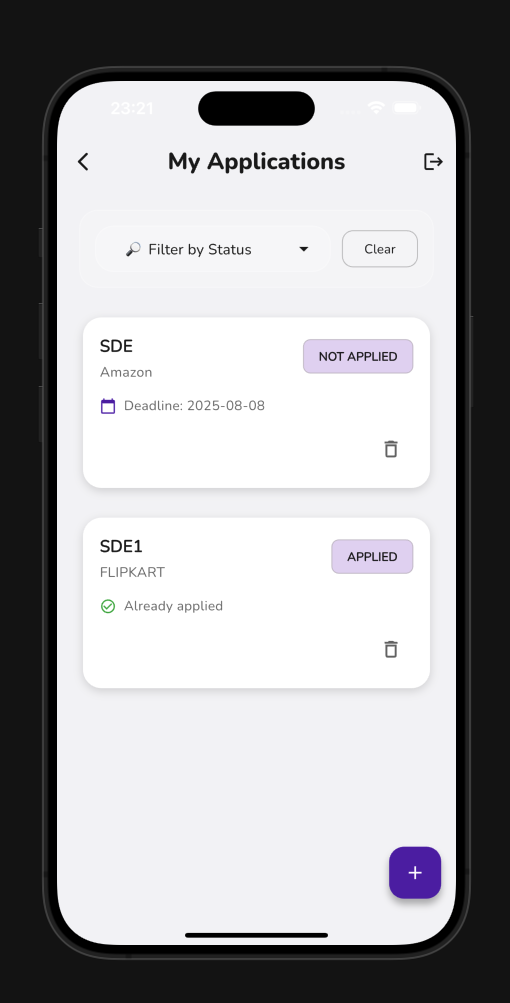 23:21
My Applications
🔎 Filter by Status
Clear
SDE
NOT APPLIED
Amazon
Deadline: 2025-08-08
SDE1
APPLIED
FLIPKART
Already applied
+